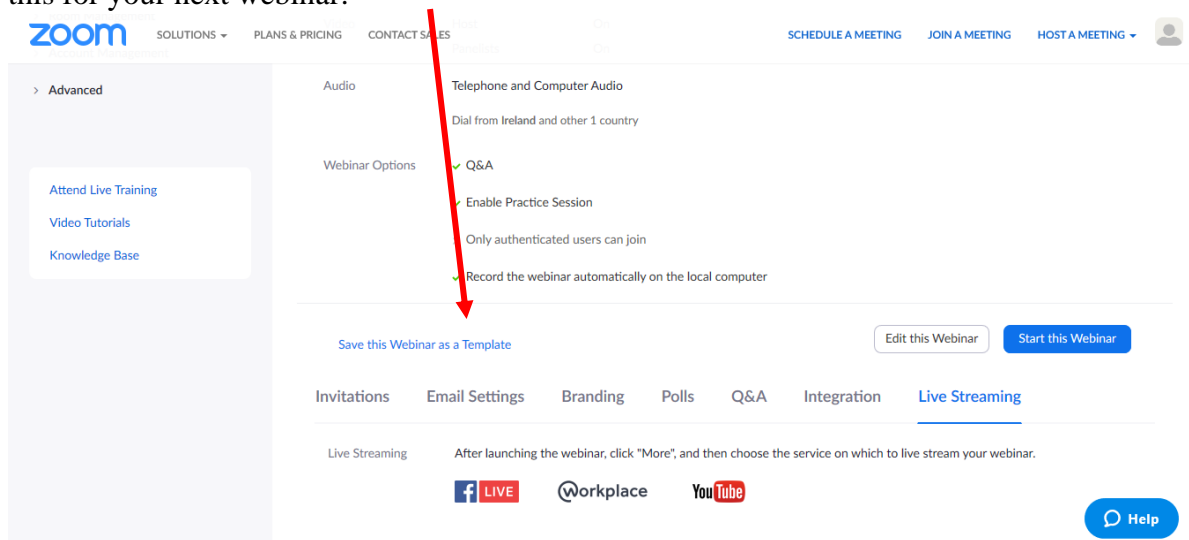 this for your next webinar.
zoom SOLUTIONS PLANS & PRICING CONTACT SALES SCHEDULE A MEETING JOIN A MEETING HOST A MEETING
Host On
Panelists On
Account Management
> Advanced
Audio Telephone and Computer Audio
Dial from Ireland and other 1 country
Webinar Options ✓ Q&A
✓ Enable Practice Session
Attend Live Training
Video Tutorials
Only authenticated users can join
Knowledge Base
✓ Record the webinar automatically on the local computer
Save this Webinar as a Template Edit this Webinar Start this Webinar
Invitations Email Settings Branding Polls Q&A Integration Live Streaming
Live Streaming After launching the webinar, click "More", and then choose the service on which to live stream your webinar.
f LIVE Workplace YouTube
Help